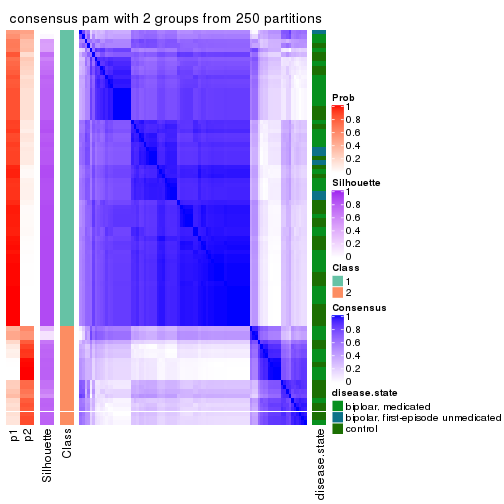 consensus pam with 2 groups from 250 partitions
Prob
1
0.8
0.6
0.4
0.2
0
Silhouette
1
0.8
0.6
0.4
0.2
0
Class
1
2
Consensus
1
0.8
0.6
0.4
0.2
0
disease.state
biploar, medicated
bipolar, first-episode unmedicated
control
p1
p2
Silhouette
Class
disease.state